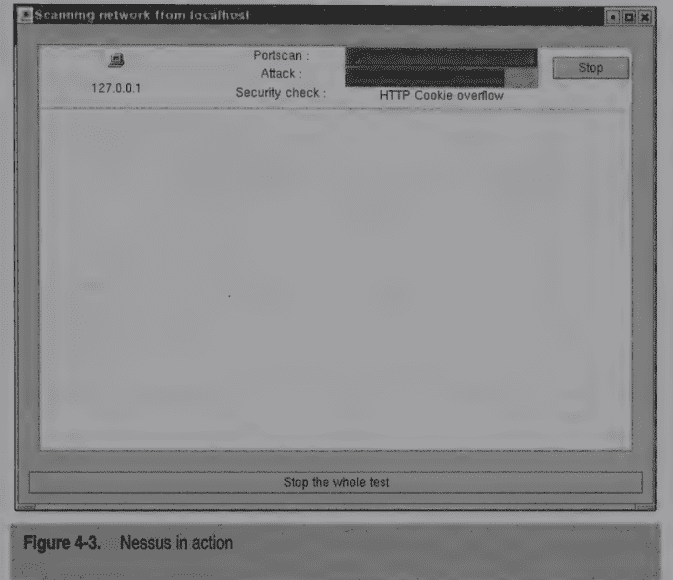 Scanning network from localhost
Portscan :
Attack :
Stop
127.0.0.1
Security check :
HTTP Cookie overflow
Stop the whole test
Figure 4-3. Nessus in action